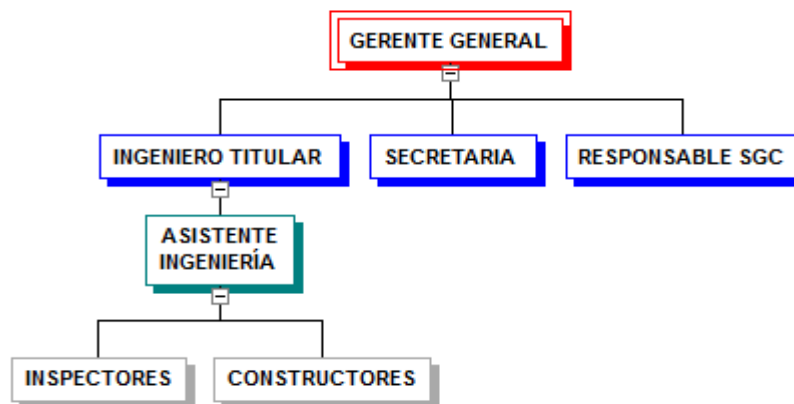 GERENTE GENERAL
INGENIERO TITULAR
SECRETARIA
RESPONSABLE SGC
ASISTENTE
INGENIERÍA
INSPECTORES
CONSTRUCTORES